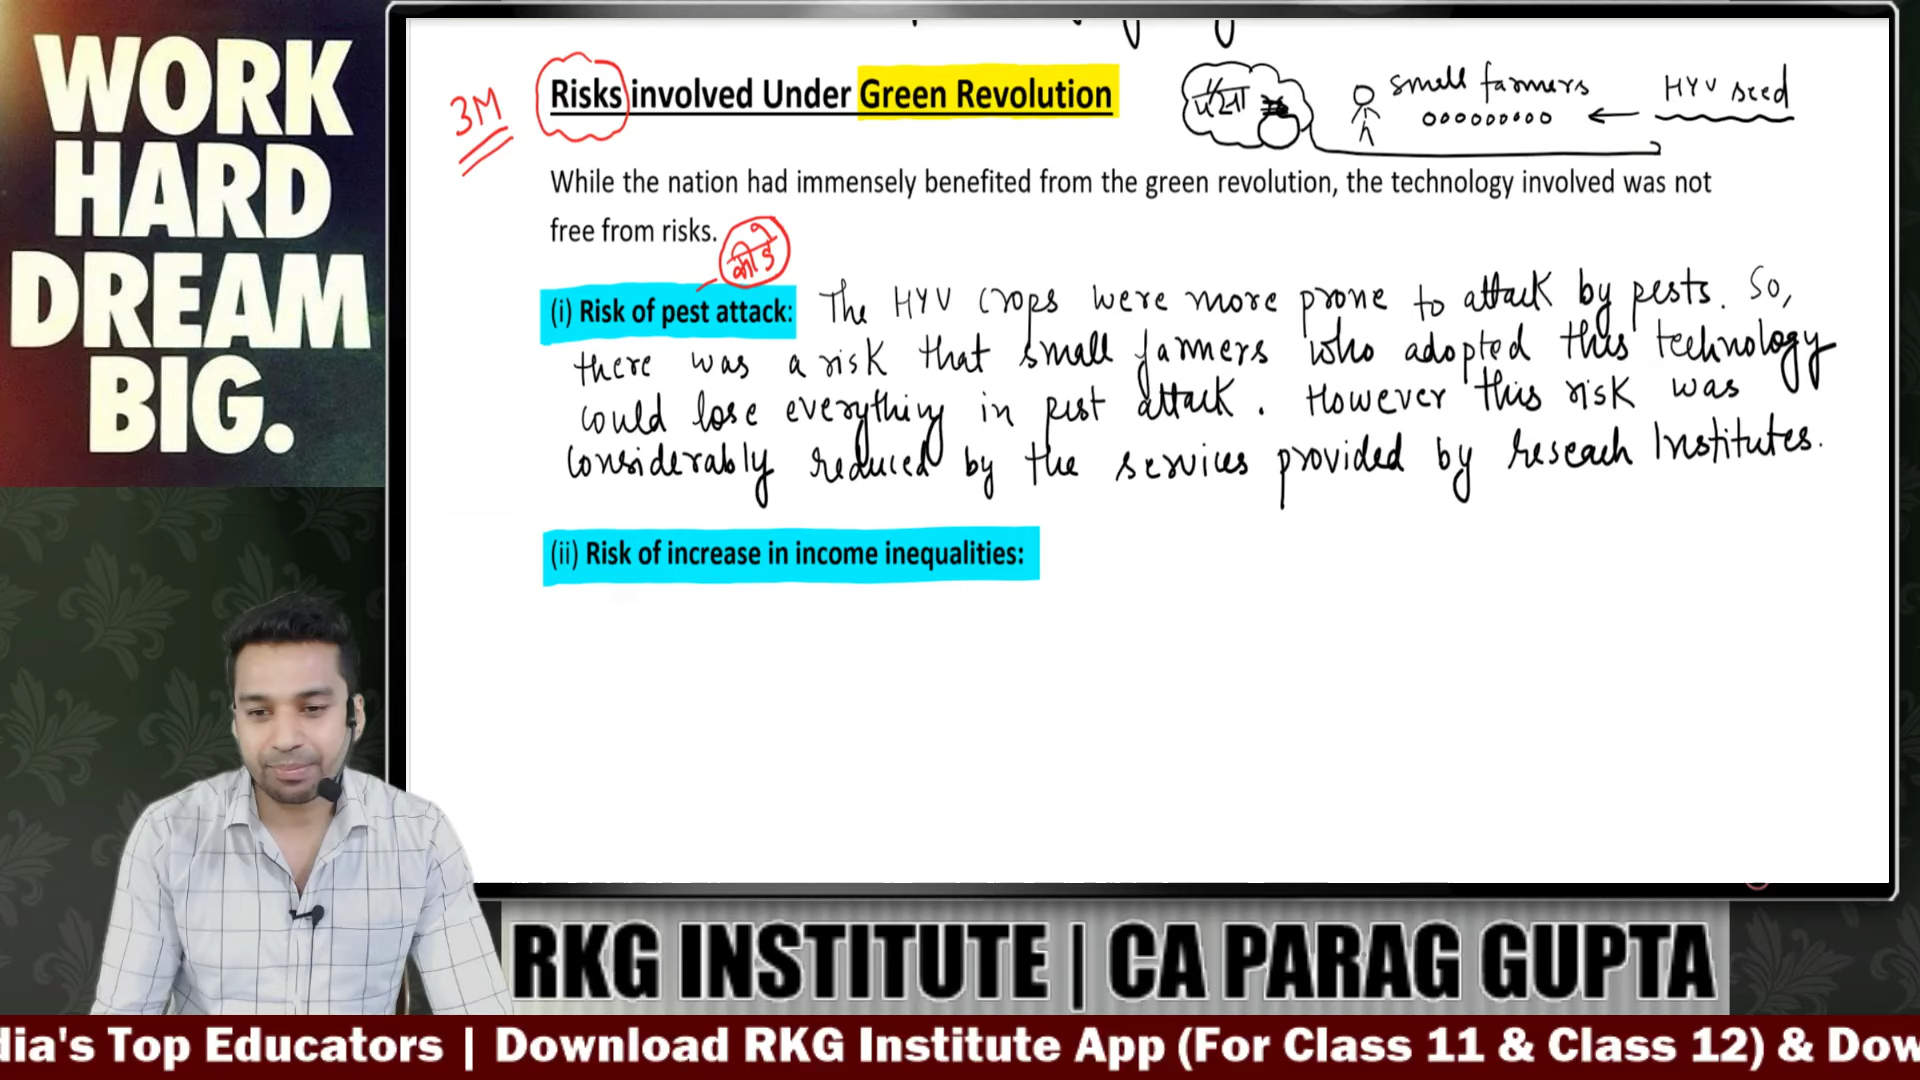 WORK
HARD
DREAM
BIG.
3M
Risks involved Under Green Revolution
पैसा
small farmers
HYV seed
While the nation had immensely benefited from the green revolution, the technology involved was not
free from risks.
कीड़े
(i) Risk of pest attack: The HYV crops were more prone to attack by pests. So,
there was a risk that small farmers who adopted this technology
could lose everything in pest attack. However this risk was
considerably reduced by the services provided by reseach Institutes.
(ii) Risk of increase in income inequalities:
RKG INSTITUTE | CA PARAG GUPTA
dia's Top Educators | Download RKG Institute App (For Class 11 & Class 12) & Dow